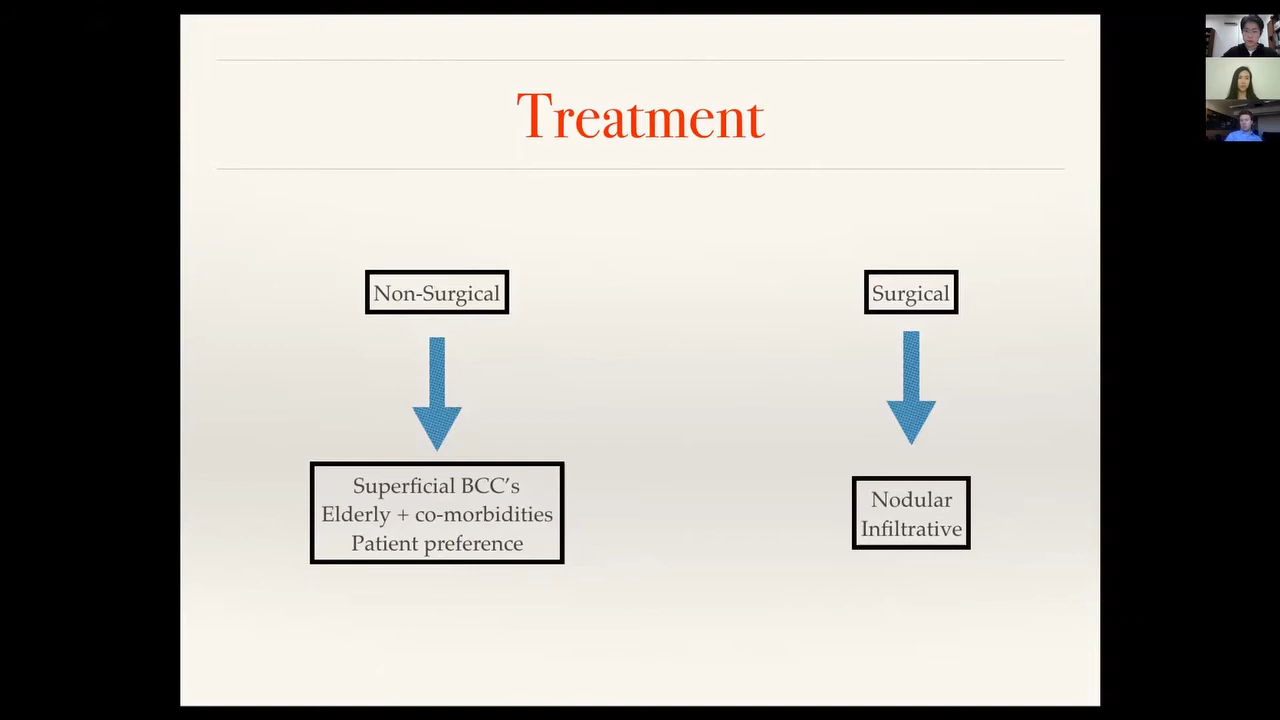 Treatment
Non-Surgical
Surgical
Superficial BCC's
Elderly + co-morbidities
Patient preference
Nodular
Infiltrative